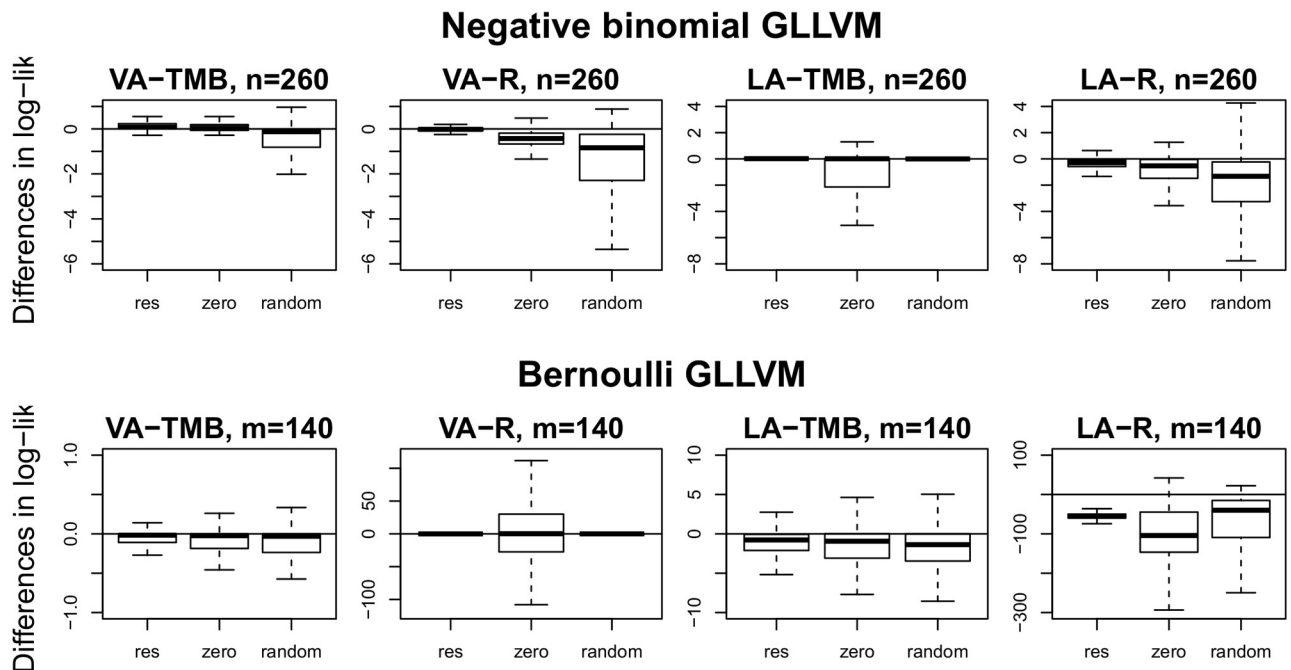 Negative binomial GLLVM
VA−TMB, n=260
VA−R, n=260
LA−TMB, n=260
LA−R, n=260
Differences in log−lik
0
−2
−4
−6
res zero random
0
−2
−4
−6
res zero random
4
2
0
−4
−8
res zero random
4
2
0
−4
−8
res zero random
Bernoulli GLLVM
VA−TMB, m=140
VA−R, m=140
LA−TMB, m=140
LA−R, m=140
Differences in log−lik
1.0
0.0
−1.0
res zero random
50
0
−100
res zero random
10
5
0
−10
res zero random
100
−100
−300
res zero random